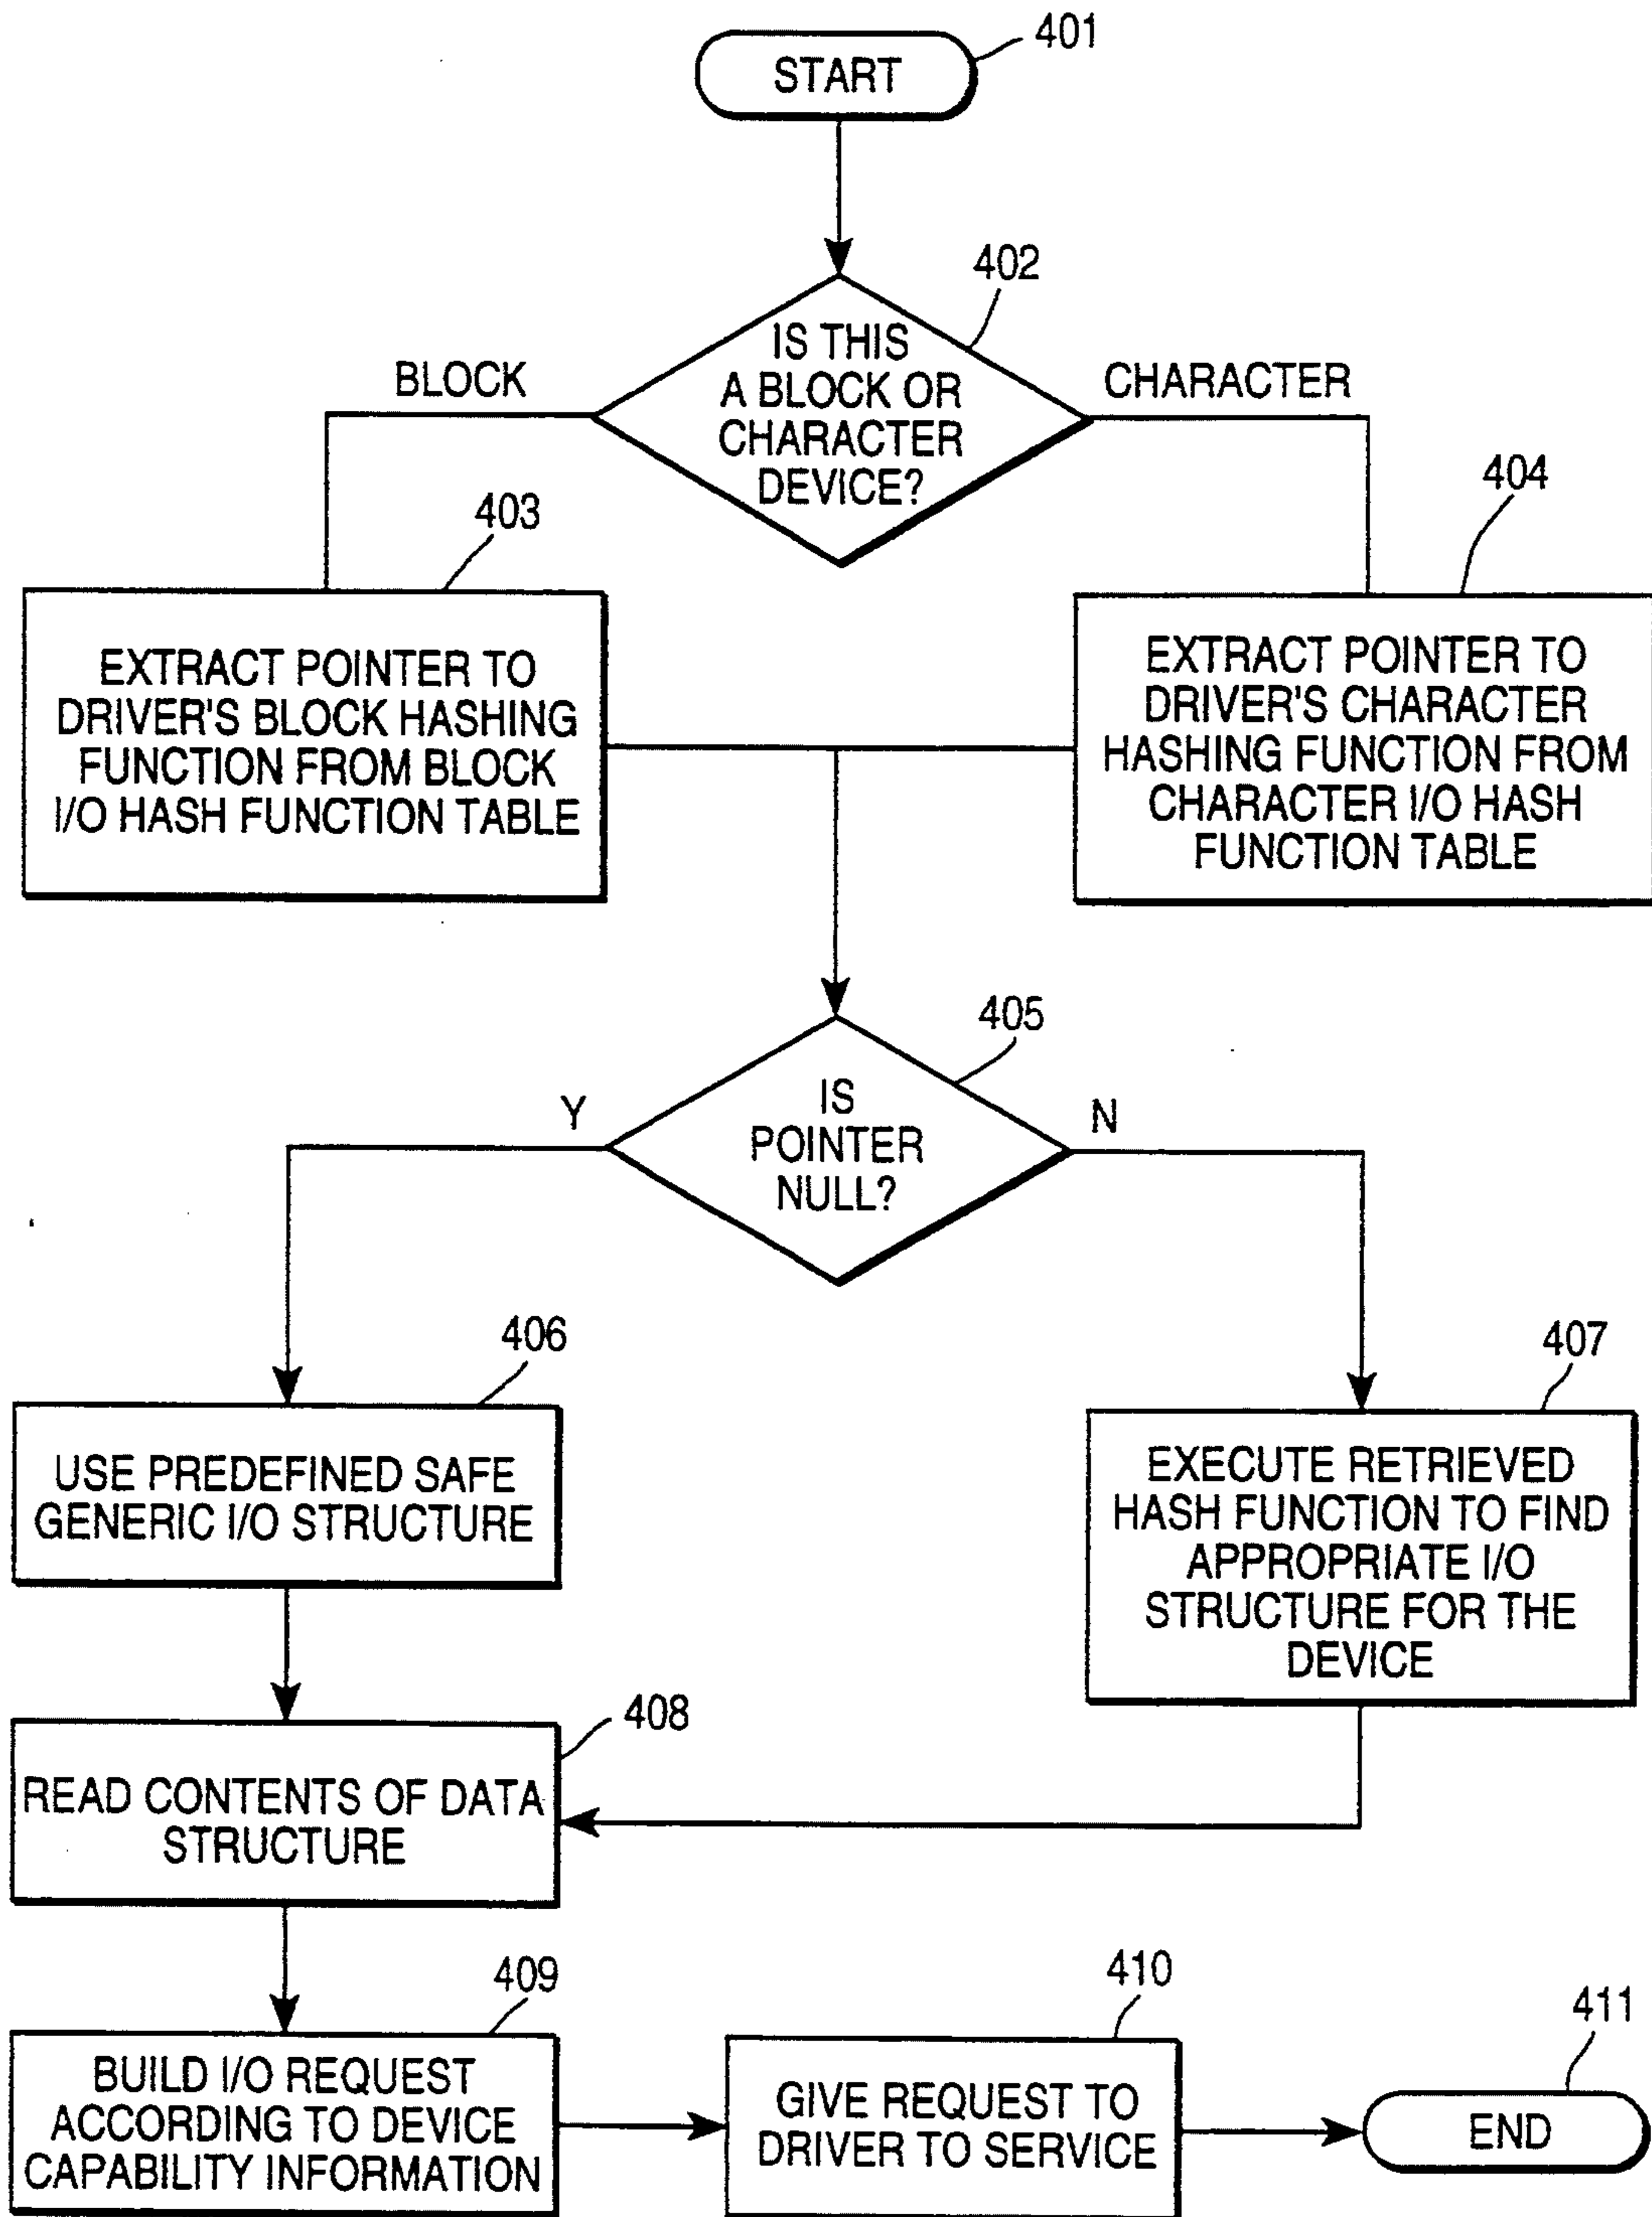 401
START
402
IS THIS
A BLOCK OR
CHARACTER
DEVICE?
BLOCK
CHARACTER
403
404
EXTRACT POINTER TO
DRIVER'S BLOCK HASHING
FUNCTION FROM BLOCK
I/O HASH FUNCTION TABLE
EXTRACT POINTER TO
DRIVER'S CHARACTER
HASHING FUNCTION FROM
CHARACTER I/O HASH
FUNCTION TABLE
405
IS
POINTER
NULL?
Y
N
406
407
USE PREDEFINED SAFE
GENERIC I/O STRUCTURE
EXECUTE RETRIEVED
HASH FUNCTION TO FIND
APPROPRIATE I/O
STRUCTURE FOR THE
DEVICE
408
READ CONTENTS OF DATA
STRUCTURE
409
BUILD I/O REQUEST
ACCORDING TO DEVICE
CAPABILITY INFORMATION
410
GIVE REQUEST TO
DRIVER TO SERVICE
411
END